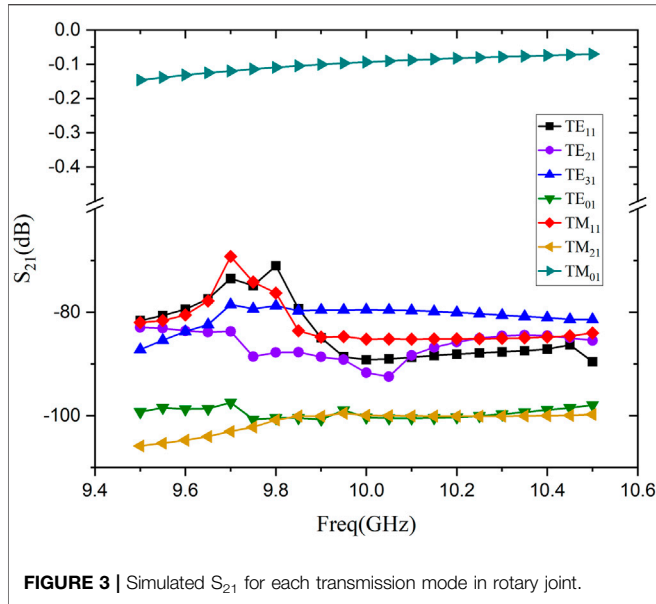 0.0
-0.1
-0.2
-0.3
-0.4
-80
-100
S21(dB)
TE11
TE21
TE31
TE01
TM11
TM21
TM01
9.4 9.6 9.8 10.0 10.2 10.4 10.6
Freq(GHz)
FIGURE 3 | Simulated S21 for each transmission mode in rotary joint.